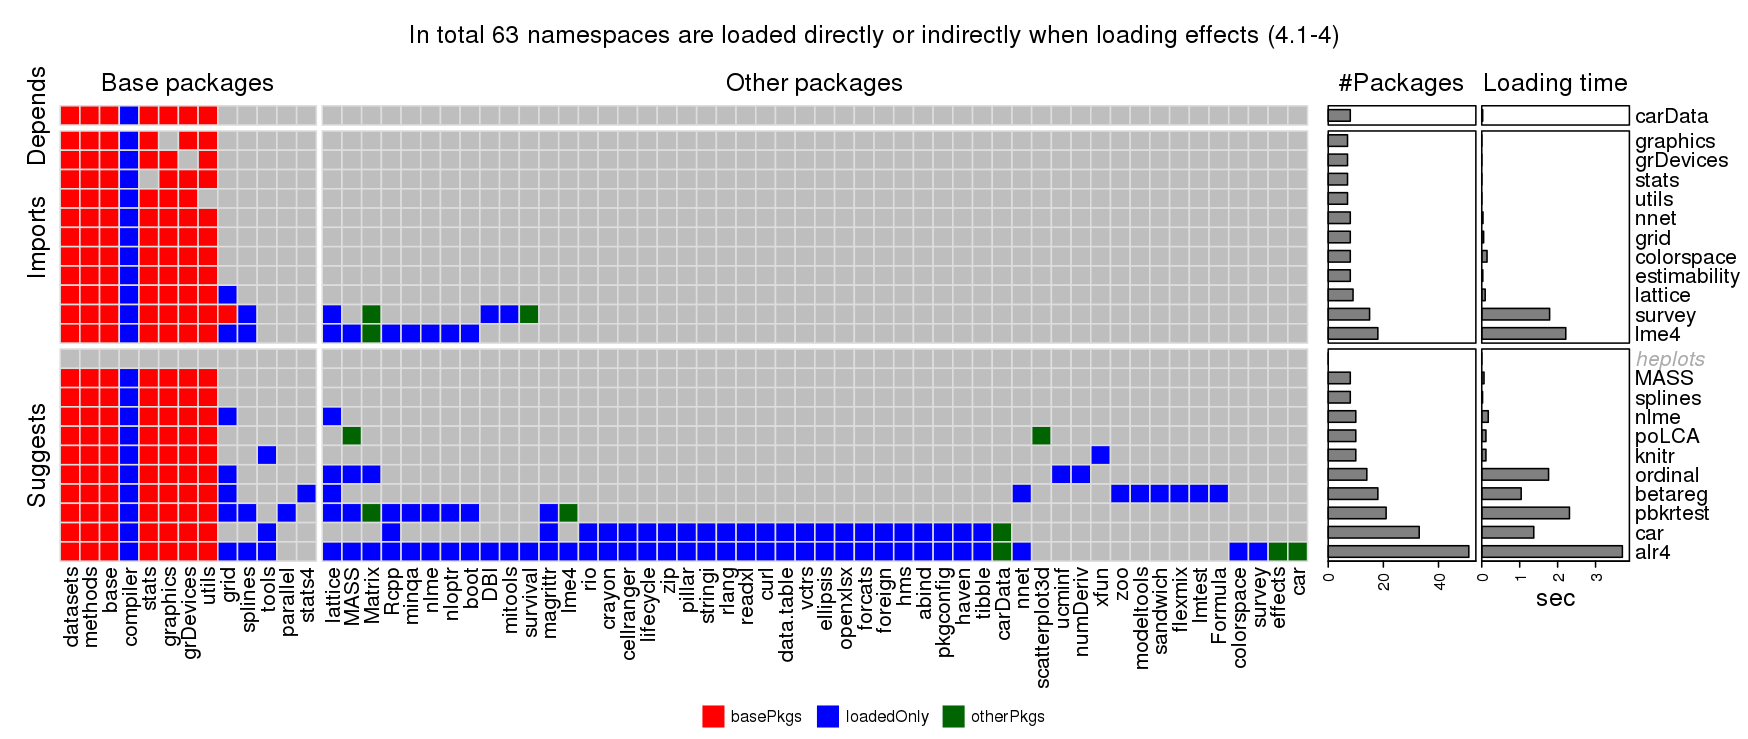 In total 63 namespaces are loaded directly or indirectly when loading effects (4.1-4)
Base packages
Other packages
#Packages
Loading time
Depends
Imports
Suggests
carData
graphics
grDevices
stats
utils
nnet
grid
colorspace
estimability
lattice
survey
lme4
heplots
MASS
splines
nlme
poLCA
knitr
ordinal
betareg
pbkrtest
car
alr4
datasets
methods
base
compiler
stats
graphics
grDevices
utils
grid
splines
tools
parallel
stats4
lattice
MASS
Matrix
Rcpp
minqa
nlme
nloptr
boot
DBI
mitools
survival
magrittr
lme4
rio
crayon
cellranger
lifecycle
zip
pillar
stringi
rlang
readxl
curl
data.table
vctrs
ellipsis
openxlsx
forcats
foreign
hms
abind
pkgconfig
haven
tibble
carData
nnet
scatterplot3d
ucminf
numDeriv
xfun
zoo
modeltools
sandwich
flexmix
lmtest
Formula
colorspace
survey
effects
car
0
20
40
0
1
2
3
sec
basePkgs
loadedOnly
otherPkgs